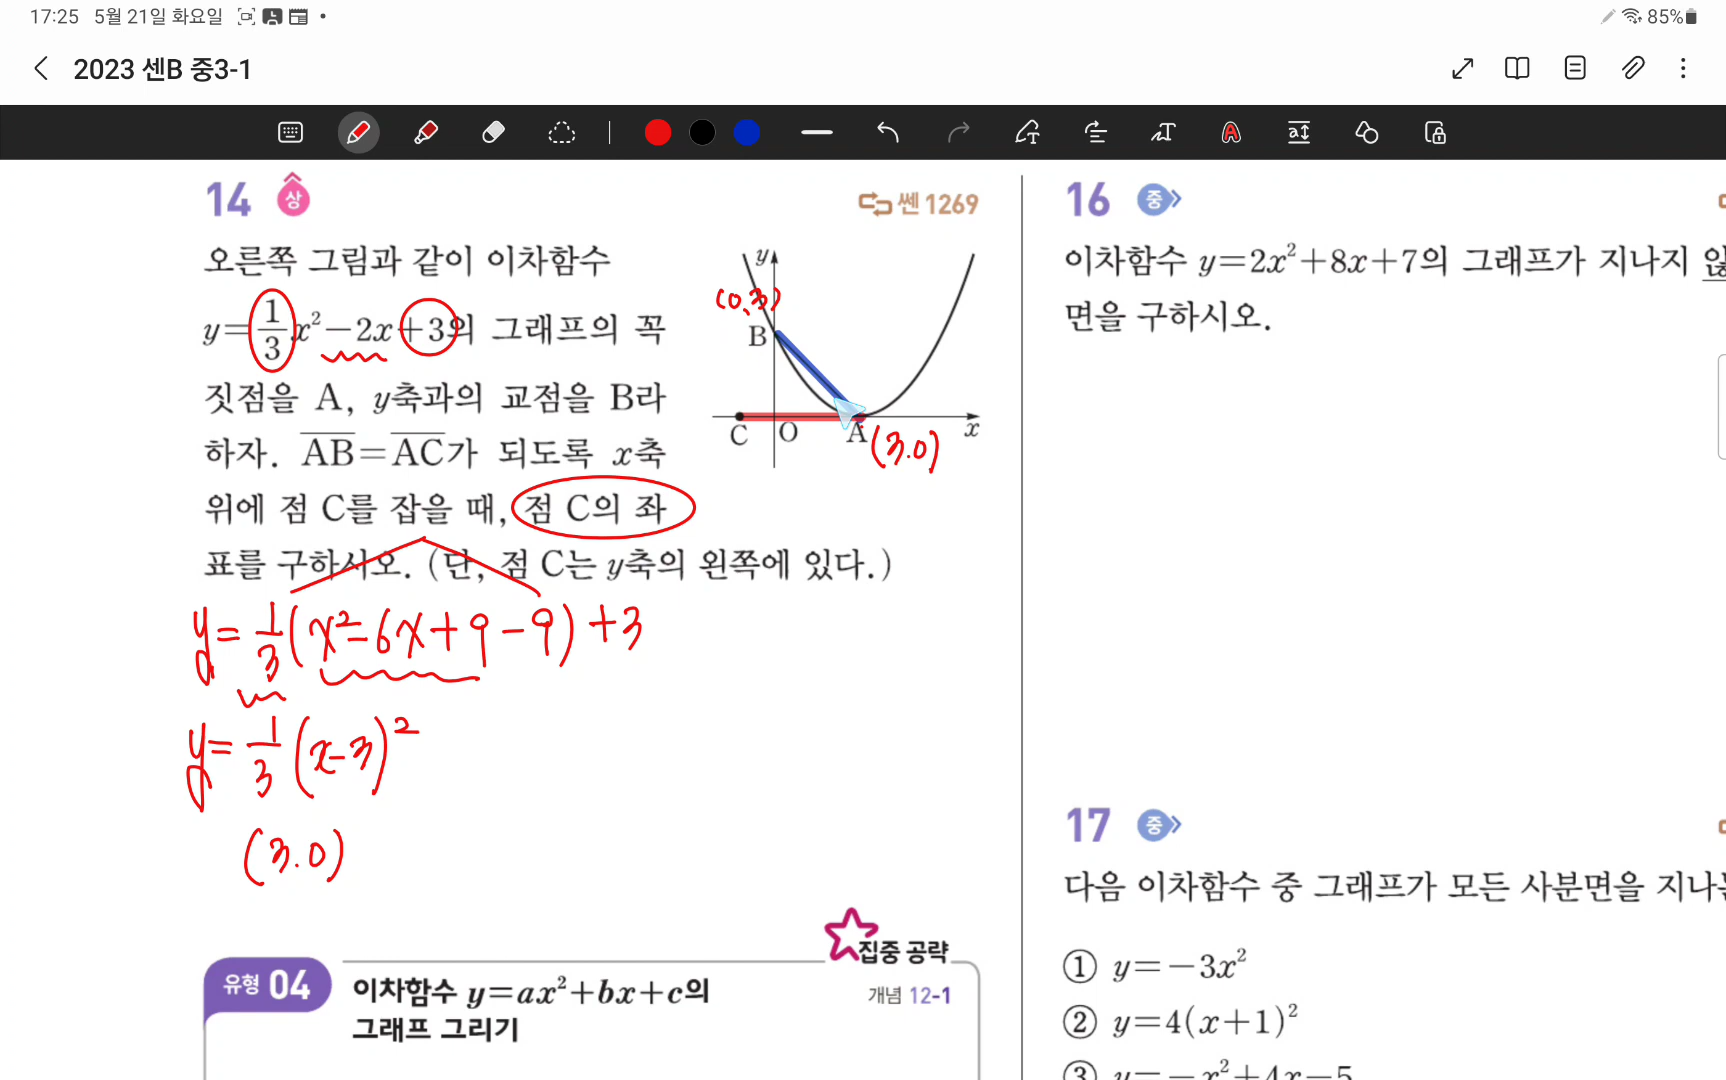 17:25 5월 21일 화요일
85%
2023 센B 중3-1
14 상
쎈 1269
오른쪽 그림과 같이 이차함수
y=1/3x²-2x+3의 그래프의 꼭
짓점을 A, y축과의 교점을 B라
하자. AB=AC가 되도록 x축
위에 점 C를 잡을 때, 점 C의 좌
표를 구하시오. (단, 점 C는 y축의 왼쪽에 있다.)
y
(0,3)
B
C O A x
(3.0)
y=1/3(x²-6x+9-9)+3
y=1/3(x-3)²
(3.0)
집중 공략
유형 04 이차함수 y=ax²+bx+c의
그래프 그리기
개념 12-1
16 중
이차함수 y=2x²+8x+7의 그래프가 지나지 않
면을 구하시오.
17 중
다음 이차함수 중 그래프가 모든 사분면을 지나
① y=-3x²
② y=4(x+1)²
③ y=-x²+4x-5